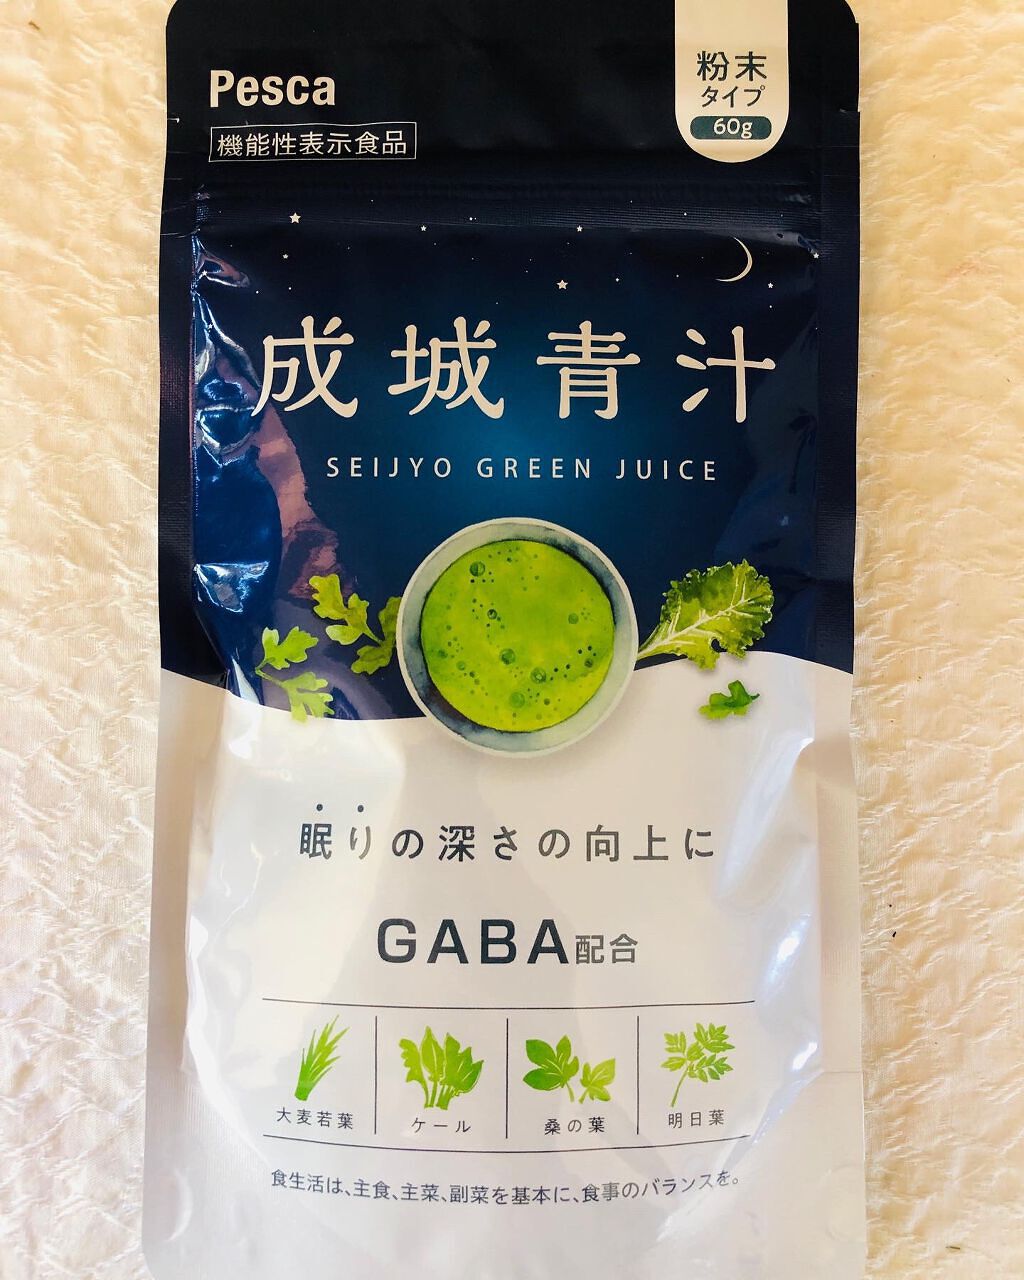 Pesca
機能性表示食品
粉末
タイプ
60g
成城青汁
SEIJYO GREEN JUICE
眠りの深さの向上に
GABA配合
大麦若葉
ケール
桑の葉
明日葉
食生活は、主食、主菜、副菜を基本に、食事のバランスを。